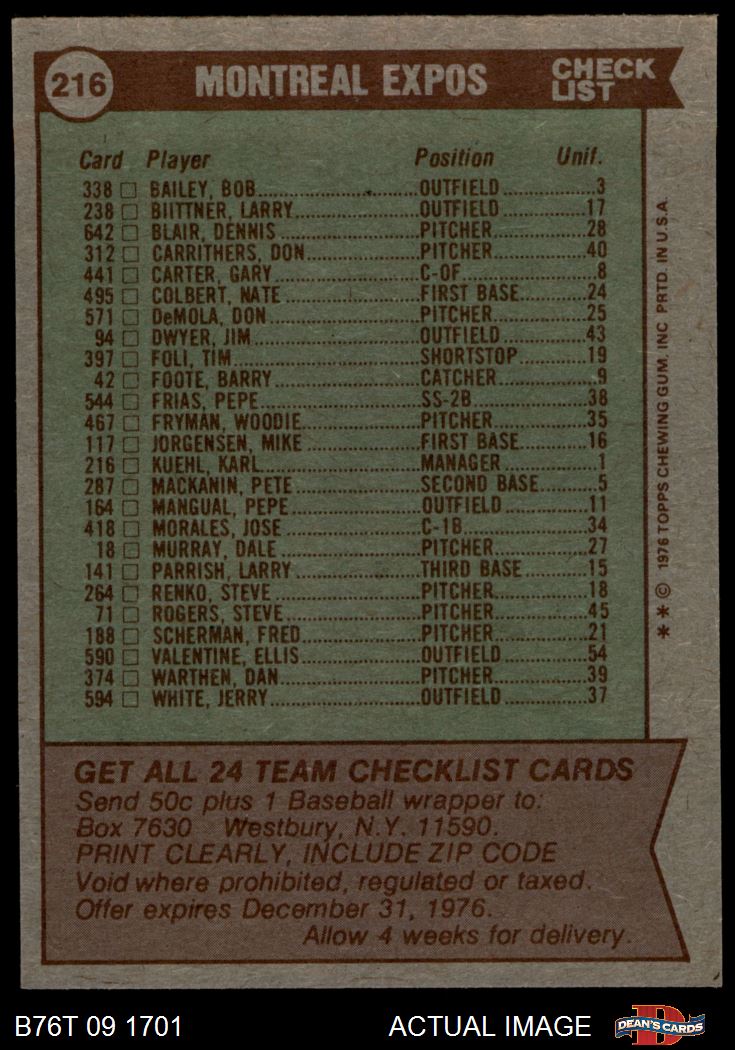 216 MONTREAL EXPOS CHECK LIST
Card Player Position Unif.
338 BAILEY, BOB OUTFIELD 3
238 BIITTNER, LARRY OUTFIELD 17
642 BLAIR, DENNIS PITCHER 28
312 CARRITHERS, DON PITCHER 40
441 CARTER, GARY C-OF 8
495 COLBERT, NATE FIRST BASE 24
571 DeMOLA, DON PITCHER 25
94 DWYER, JIM OUTFIELD 43
397 FOLI, TIM SHORTSTOP 19
42 FOOTE, BARRY CATCHER 9
544 FRIAS, PEPE SS-2B 38
467 FRYMAN, WOODIE PITCHER 35
117 JORGENSEN, MIKE FIRST BASE 16
216 KUEHL, KARL MANAGER 1
287 MACKANIN, PETE SECOND BASE 5
164 MANGUAL, PEPE OUTFIELD 11
418 MORALES, JOSE C-1B 34
18 MURRAY, DALE PITCHER 27
141 PARRISH, LARRY THIRD BASE 15
264 RENKO, STEVE PITCHER 18
71 ROGERS, STEVE PITCHER 45
188 SCHERMAN, FRED PITCHER 21
590 VALENTINE, ELLIS OUTFIELD 54
374 WARTHEN, DAN PITCHER 39
594 WHITE, JERRY OUTFIELD 37
** © 1976 TOPPS CHEWING GUM, INC PRTD. IN U.S.A.
GET ALL 24 TEAM CHECKLIST CARDS
Send 50c plus 1 Baseball wrapper to:
Box 7630 Westbury, N.Y. 11590.
PRINT CLEARLY, INCLUDE ZIP CODE
Void where prohibited, regulated or taxed.
Offer expires December 31, 1976.
Allow 4 weeks for delivery.
B76T 09 1701 ACTUAL IMAGE D DEAN'S CARDS